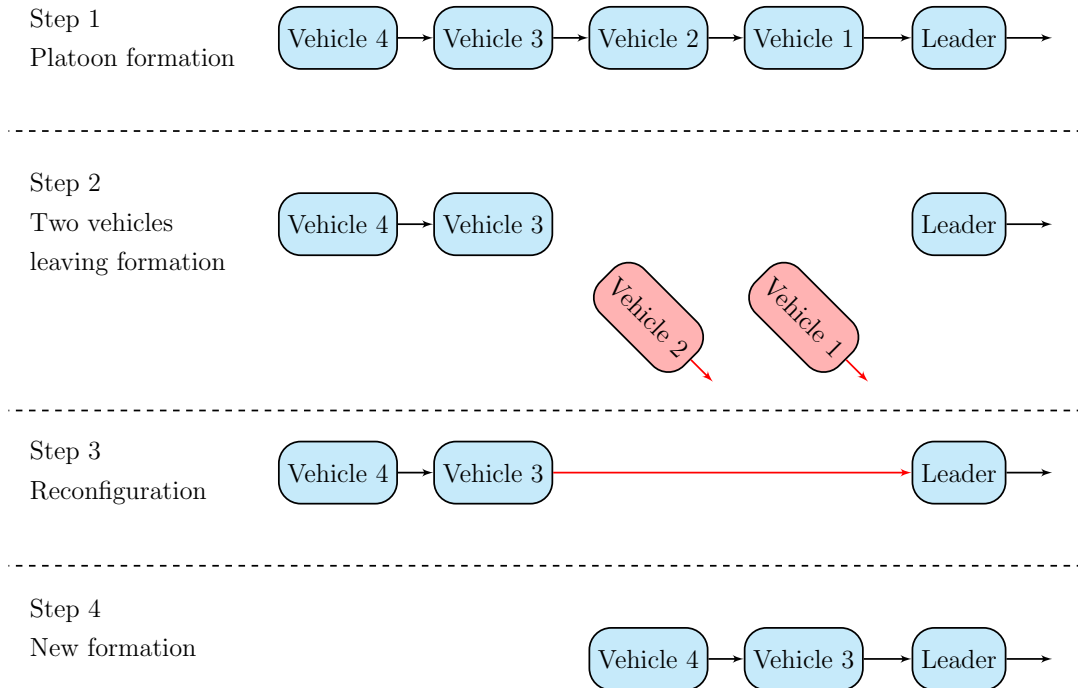 Step 1
Platoon formation
Vehicle 4 Vehicle 3 Vehicle 2 Vehicle 1 Leader
Step 2
Two vehicles
leaving formation
Vehicle 4 Vehicle 3 Leader
Vehicle 2 Vehicle 1
Step 3
Reconfiguration
Vehicle 4 Vehicle 3 Leader
Step 4
New formation
Vehicle 4 Vehicle 3 Leader